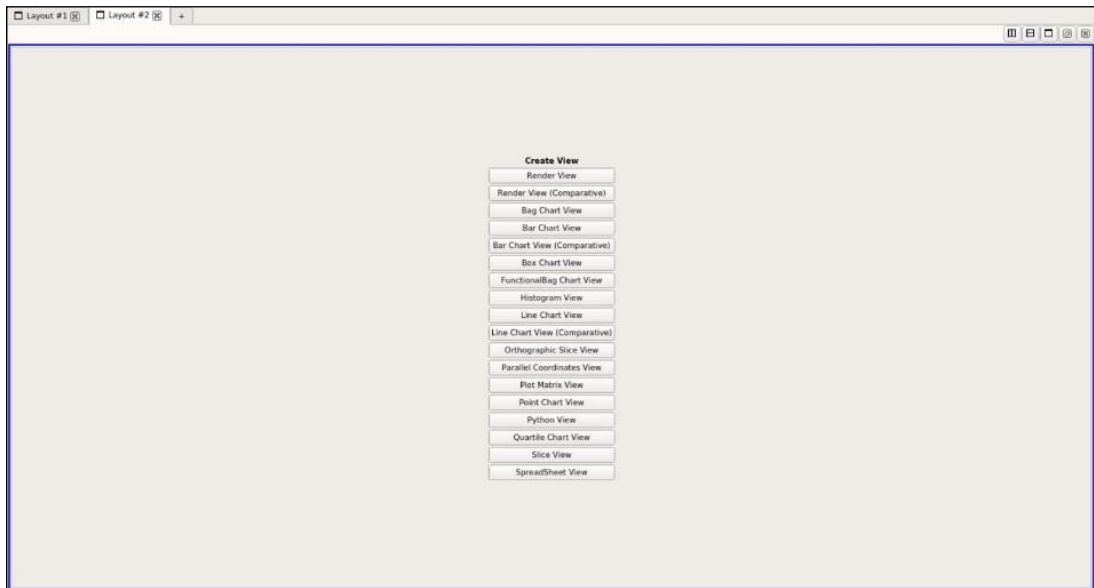 Layout #1
Layout #2
+
Create View
Render View
Render View (Comparative)
Bag Chart View
Bar Chart View
Bar Chart View (Comparative)
Box Chart View
FunctionalBag Chart View
Histogram View
Line Chart View
Line Chart View (Comparative)
Orthographic Slice View
Parallel Coordinates View
Plot Matrix View
Point Chart View
Python View
Quartile Chart View
Slice View
SpreadSheet View